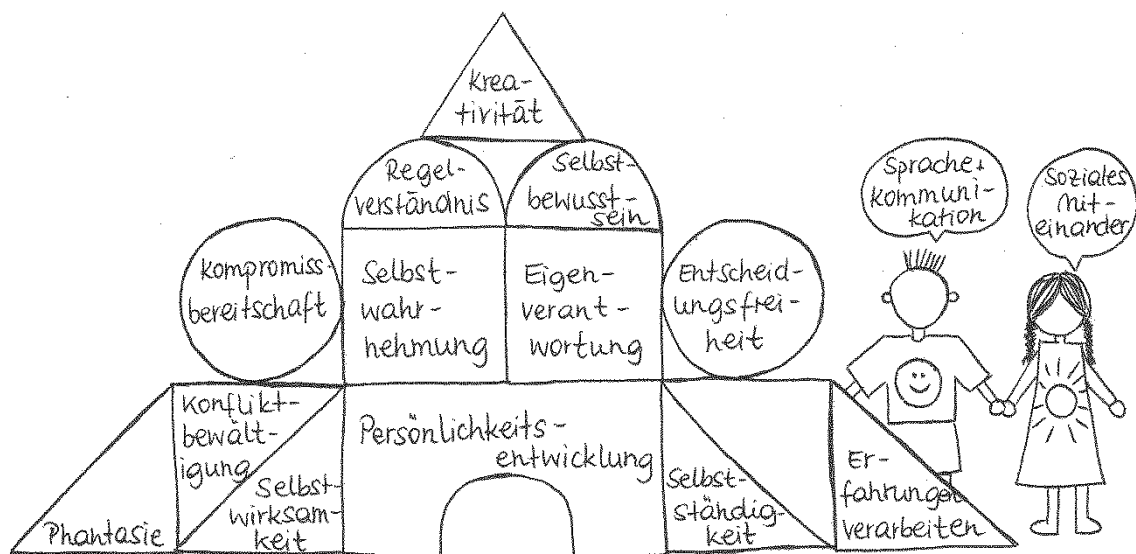 Krea-
tivität
Regel-
verständnis
Selbst-
bewusst-
sein
Sprache+
Kommuni-
kation
Soziales
Mit-
einander
Kompromiss-
bereitschaft
Selbst-
wahr-
nehmung
Eigen-
verant-
wortung
Entscheid-
ungsfrei-
heit
Konflikt-
bewält-
igung
Persönlichkeits-
entwicklung
Phantasie
Selbst-
wirksam-
keit
Selbst-
ständig-
keit
Er-
fahrungen
verarbeiten